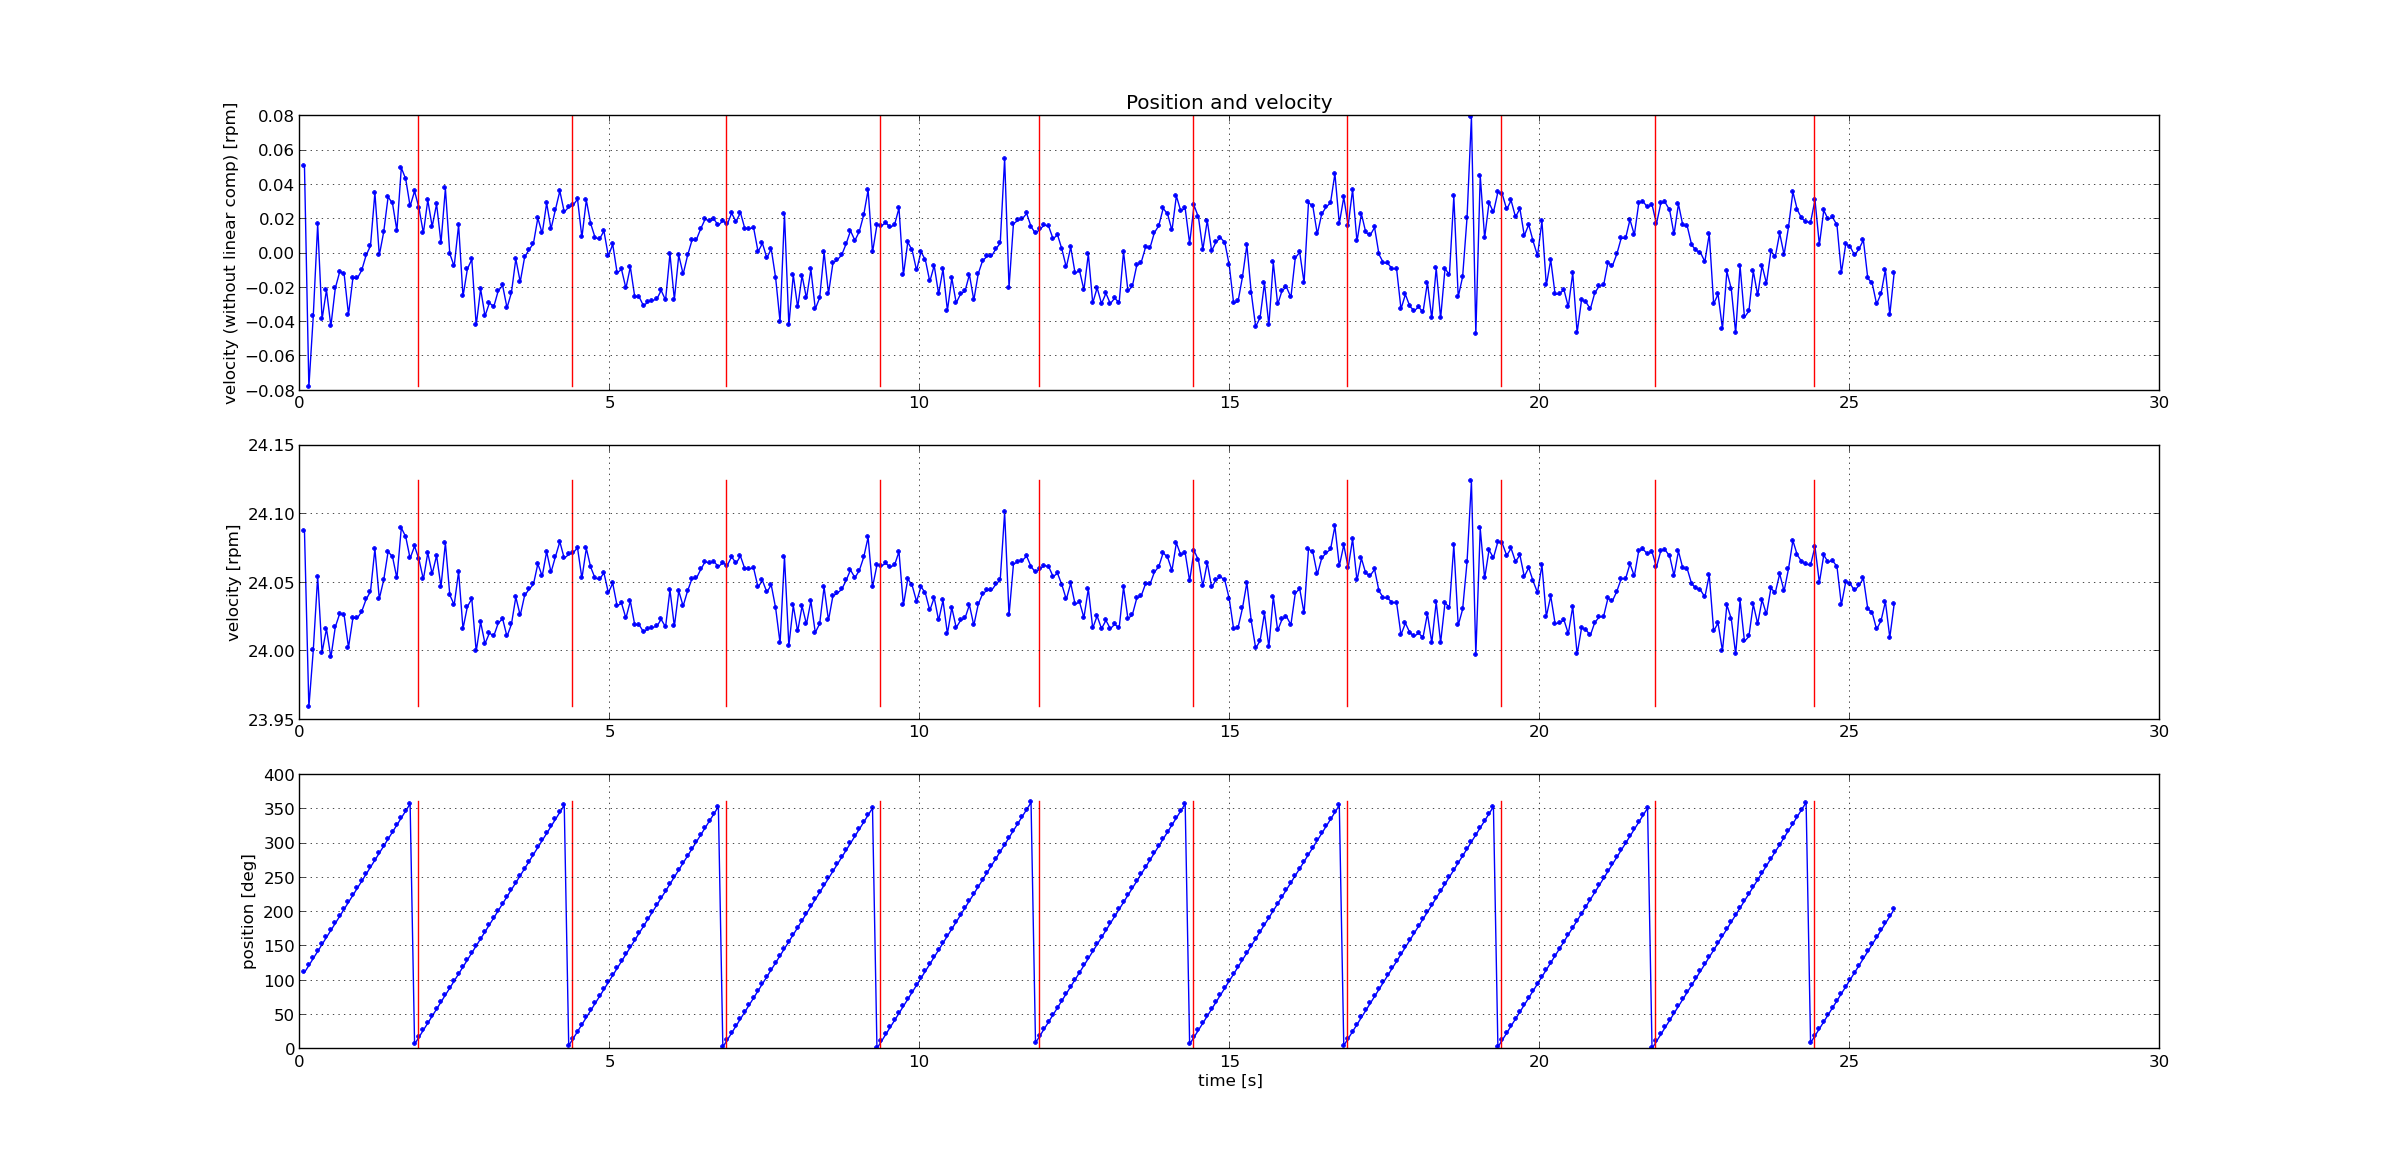 Position and velocity
velocity (without linear comp) [rpm]
0.08
0.06
0.04
0.02
0.00
−0.02
−0.04
−0.06
−0.08
0 5 10 15 20 25 30
velocity [rpm]
24.15
24.10
24.05
24.00
23.95
0 5 10 15 20 25 30
position [deg]
400
350
300
250
200
150
100
50
0
0 5 10 15 20 25 30
time [s]